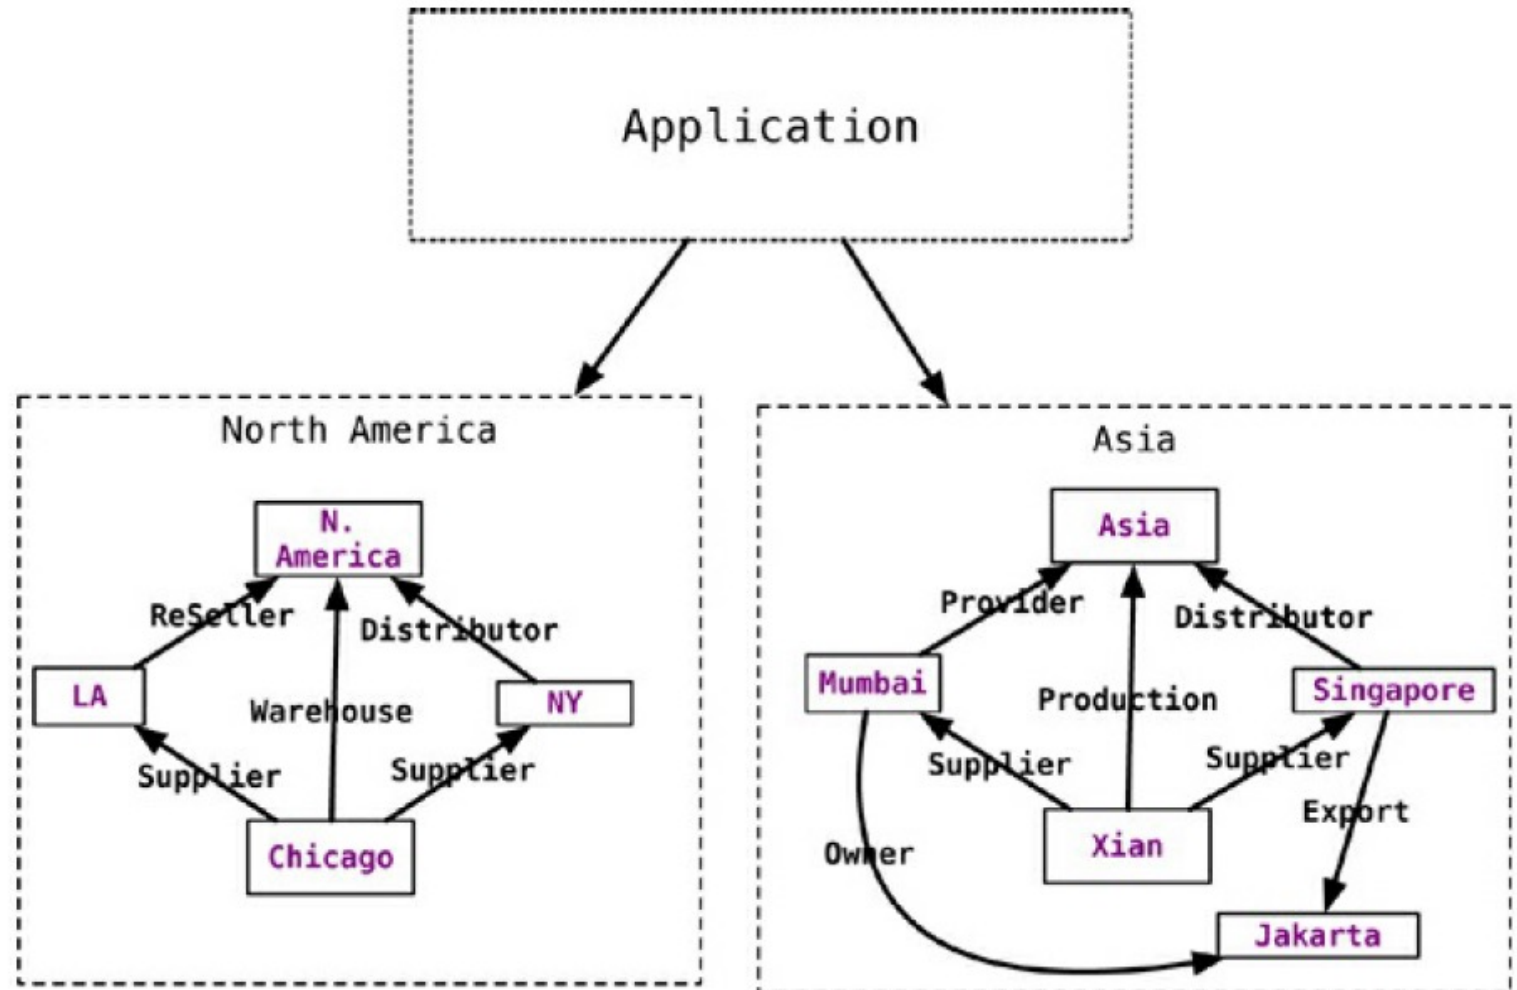 Application
North America
N.
America
ReSeller
Distributor
LA
Warehouse
NY
Supplier
Supplier
Chicago
Asia
Asia
Provider
Distributor
Mumbai
Production
Singapore
Supplier
Supplier
Export
Owner
Xian
Jakarta